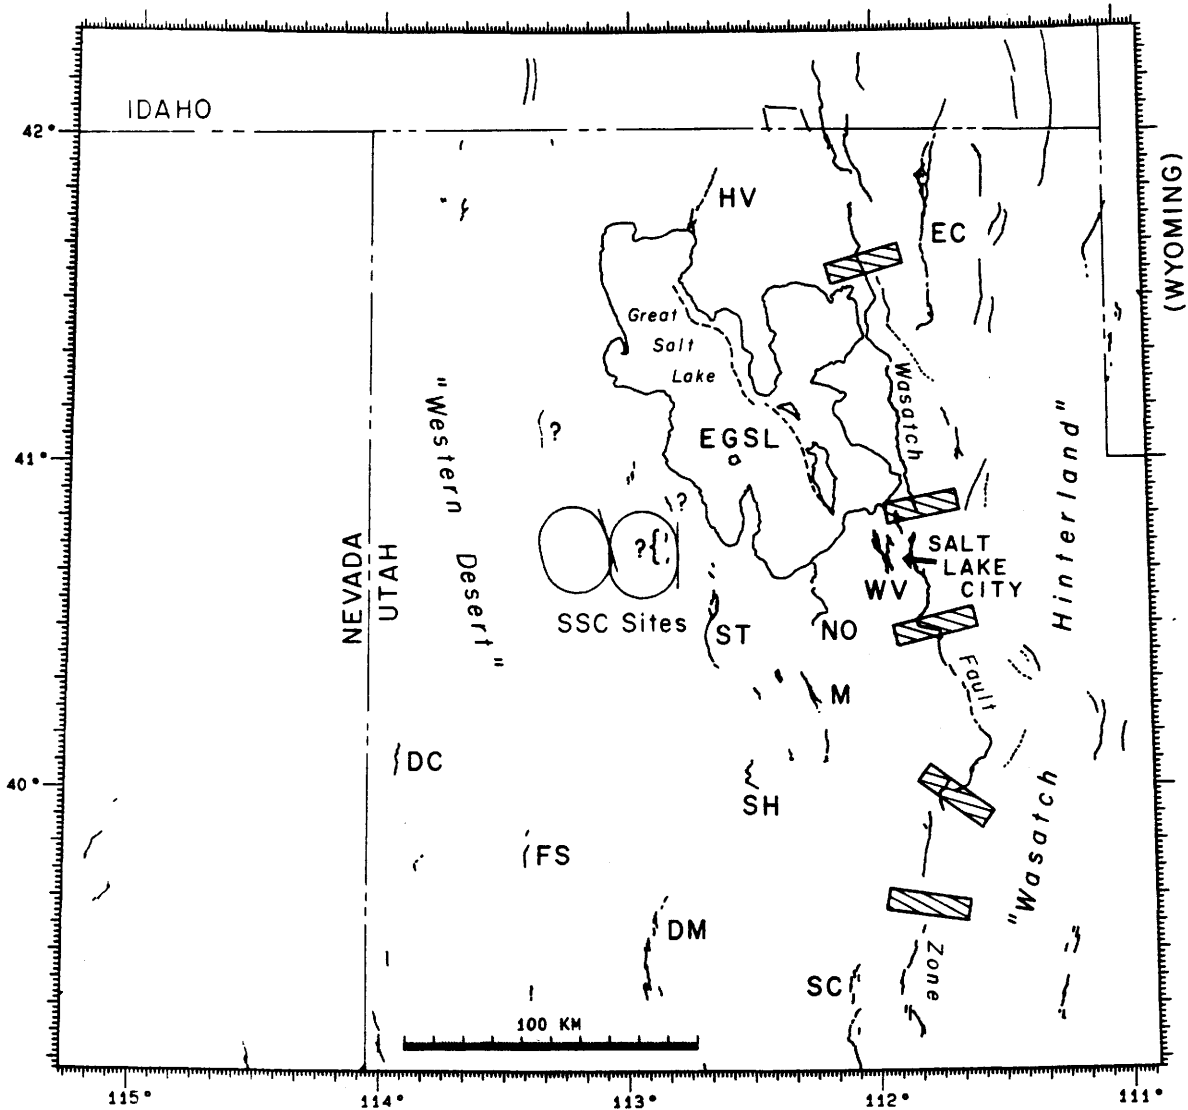 IDAHO
42°
(WYOMING)
HV
EC
Great
Salt
Lake
Wasatch
"Western
Desert"
?
EGSL
41°
?
?{
SALT
LAKE
CITY
WV
Hinterland"
NEVADA
UTAH
SSC Sites
ST
NO
Fault
M
DC
40°
SH
"Wasatch
FS
DM
Zone
SC
100 KM
115°
114°
113°
112°
111°